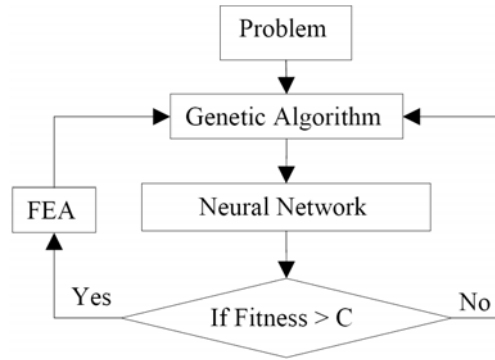 Problem
Genetic Algorithm
FEA
Neural Network
Yes
No
If Fitness > C